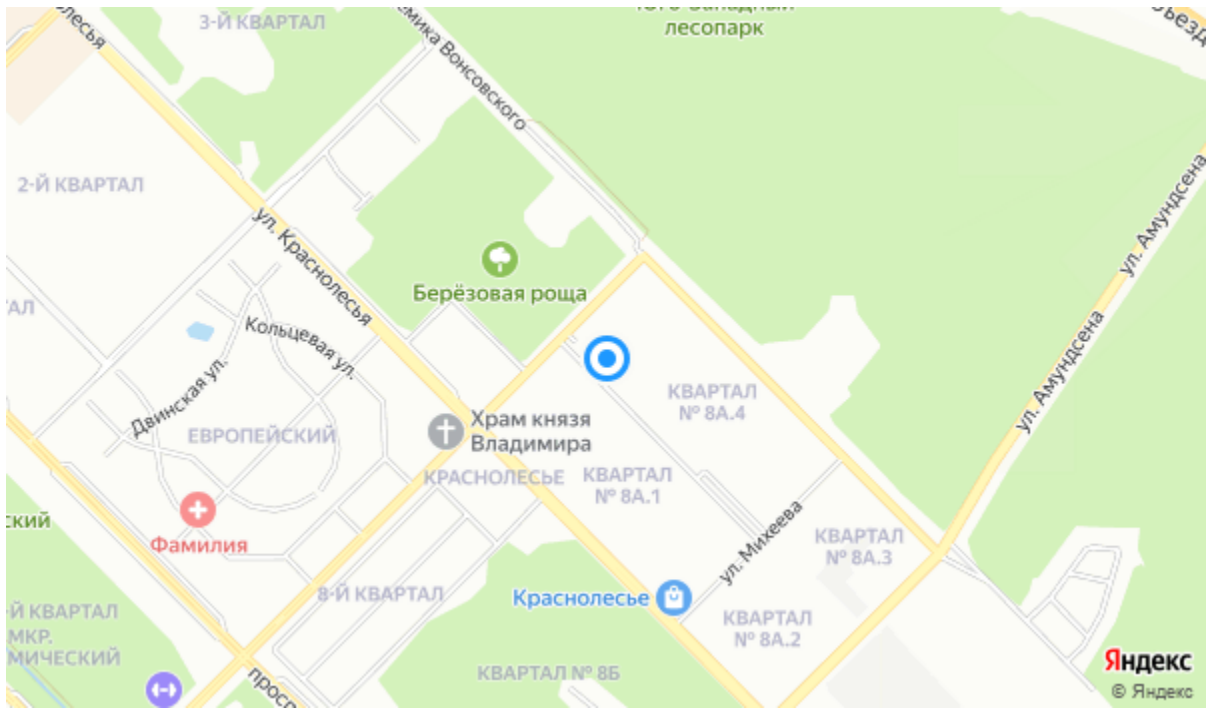 3-Й КВАРТАЛ
лесопарк
Вонсовского
2-Й КВАРТАЛ
ул. Краснолесья
ул. Амундсена
Берёзовая роща
Кольцевая ул.
Двинская ул.
ул. Амундсена
КВАРТАЛ
№ 8А.4
Храм князя
Владимира
ЕВРОПЕЙСКИЙ
КРАСНОЛЕСЬЕ
КВАРТАЛ
№ 8А.1
Фамилия
ул. Михеева
КВАРТАЛ
№ 8А.3
8-Й КВАРТАЛ
Краснолесье
КВАРТАЛ
№ 8А.2
КВАРТАЛ
МКР.
КВАРТАЛ № 8Б
Яндекс
© Яндекс